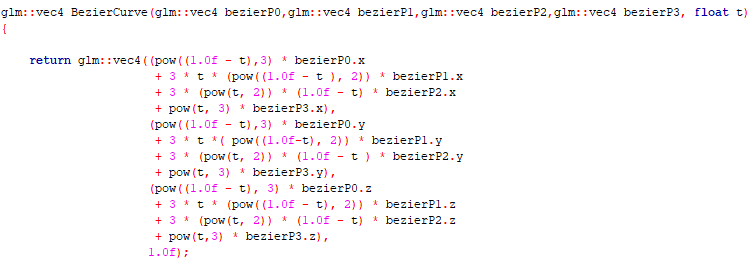 glm::vec4 BezierCurve(glm::vec4 bezierP0,glm::vec4 bezierP1,glm::vec4 bezierP2,glm::vec4 bezierP3, float t)
{
return glm::vec4((pow((1.0f - t),3) * bezierP0.x
+ 3 * t * (pow((1.0f - t ), 2)) * bezierP1.x
+ 3 * (pow(t, 2)) * (1.0f - t) * bezierP2.x
+ pow(t, 3) * bezierP3.x),
(pow((1.0f - t),3) * bezierP0.y
+ 3 * t *( pow((1.0f-t), 2)) * bezierP1.y
+ 3 * (pow(t, 2)) * (1.0f - t ) * bezierP2.y
+ pow(t, 3) * bezierP3.y),
(pow((1.0f - t), 3) * bezierP0.z
+ 3 * t * (pow((1.0f - t), 2)) * bezierP1.z
+ 3 * (pow(t, 2)) * (1.0f - t) * bezierP2.z
+ pow(t,3) * bezierP3.z),
1.0f);